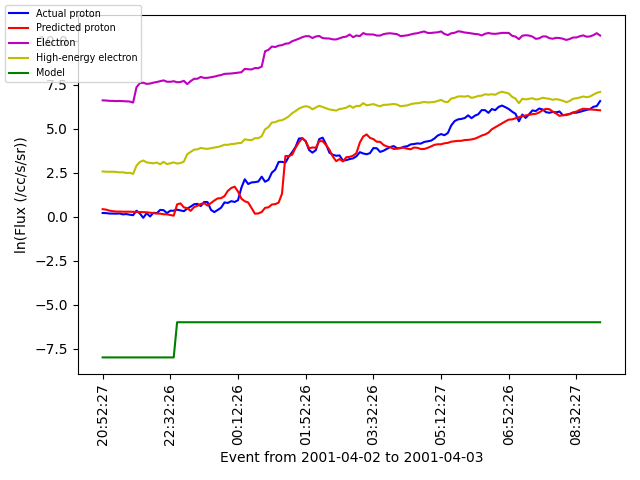 Actual proton
Predicted proton
Electron
High-energy electron
Model
ln(Flux (/cc/s/sr))
10.0
7.5
5.0
2.5
0.0
−2.5
−5.0
−7.5
20:52:27
22:32:26
00:12:26
01:52:26
03:32:26
05:12:27
06:52:26
08:32:27
Event from 2001-04-02 to 2001-04-03